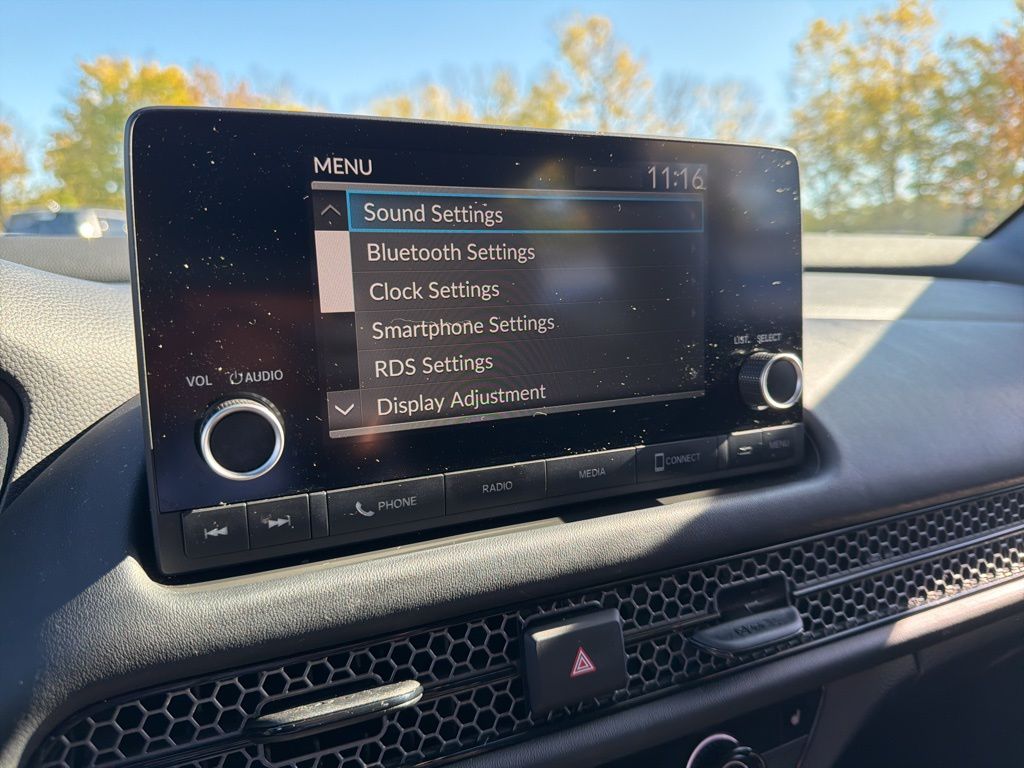 MENU
11:16
Sound Settings
Bluetooth Settings
Clock Settings
Smartphone Settings
RDS Settings
Display Adjustment
VOL AUDIO
LIST. SELECT
PHONE
RADIO
MEDIA
CONNECT
MENU